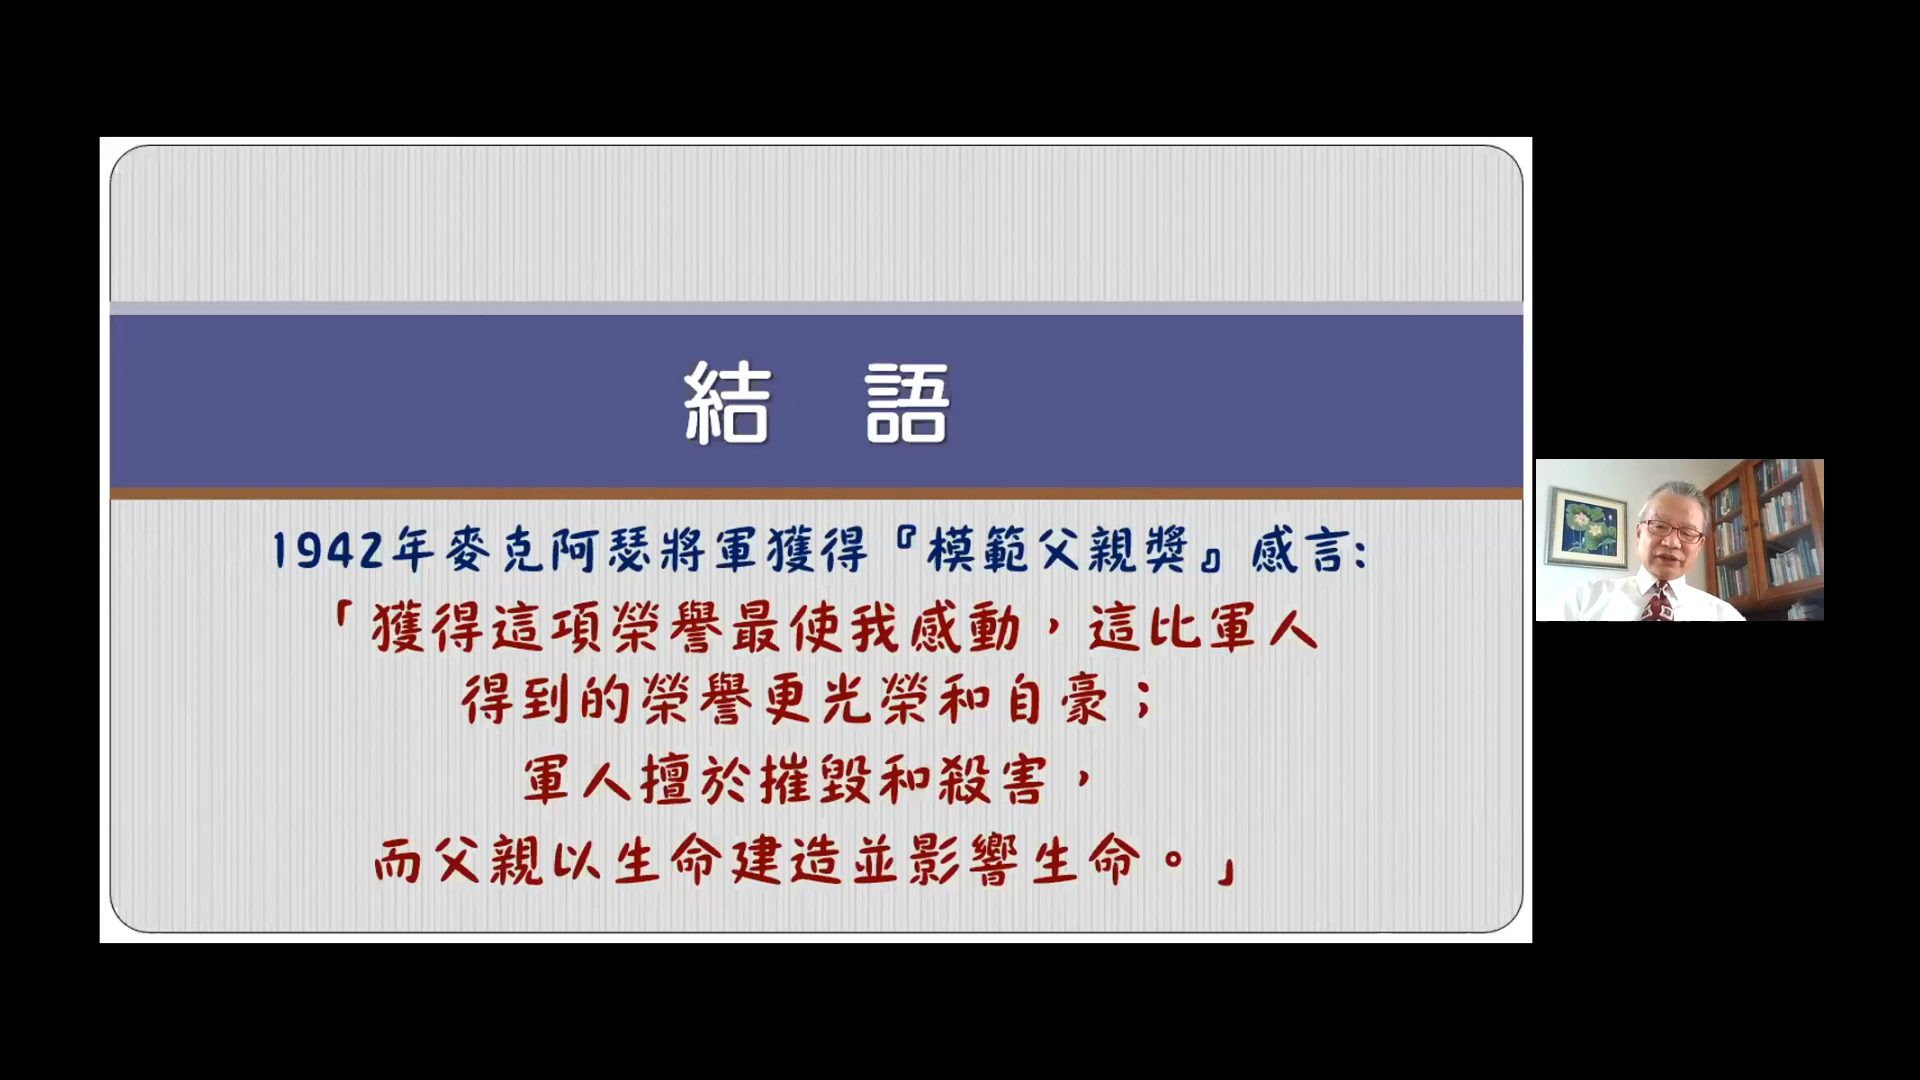 結 語
1942年麥克阿瑟將軍獲得『模範父親獎』感言:
「獲得這項榮譽最使我感動，這比軍人
得到的榮譽更光榮和自豪；
軍人擅於摧毀和殺害，
而父親以生命建造並影響生命。」